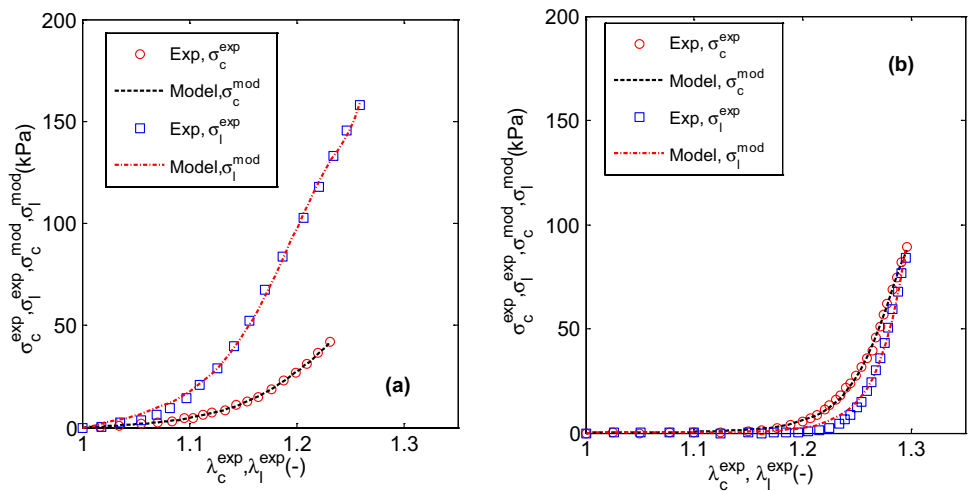 200
150
100
50
0
1
1.1
1.2
1.3
σ_c^exp,σ_l^exp,σ_c^mod,σ_l^mod(kPa)
λ_c^exp,λ_l^exp(-)
Exp, σ_c^exp
Model,σ_c^mod
Exp, σ_l^exp
Model,σ_l^mod
(a)
200
150
100
50
0
1
1.1
1.2
1.3
σ_c^exp,σ_l^exp,σ_c^mod,σ_l^mod(kPa)
λ_c^exp, λ_l^exp(-)
Exp, σ_c^exp
Model, σ_c^mod
Exp, σ_l^exp
Model, σ_l^mod
(b)